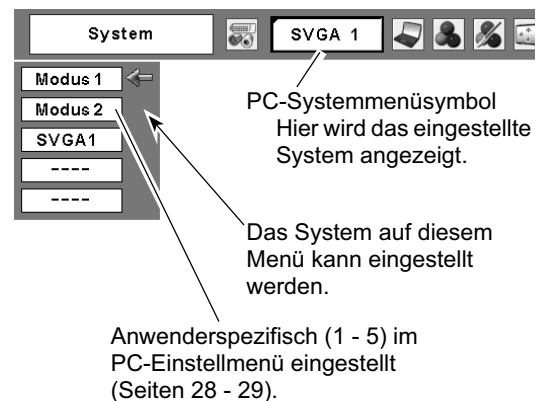 System
SVGA 1
Modus 1
Modus 2
SVGA1
----
----
PC-Systemmenüsymbol
Hier wird das eingestellte
System angezeigt.
Das System auf diesem
Menü kann eingestellt
werden.
Anwenderspezifisch (1 - 5) im
PC-Einstellmenü eingestellt
(Seiten 28 - 29).